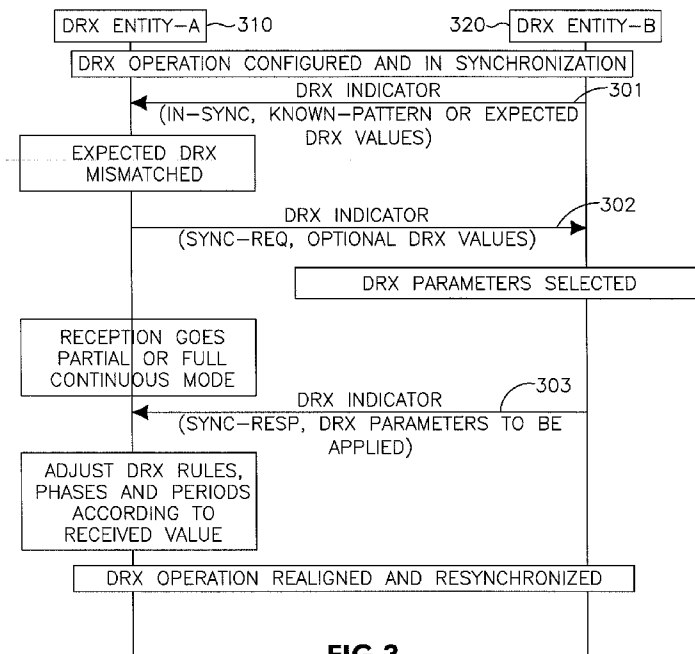 DRX ENTITY-A 310 320 DRX ENTITY-B
DRX OPERATION CONFIGURED AND IN SYNCHRONIZATION
DRX INDICATOR 301
(IN-SYNC, KNOWN-PATTERN OR EXPECTED
DRX VALUES)
EXPECTED DRX
MISMATCHED
DRX INDICATOR 302
(SYNC-REQ, OPTIONAL DRX VALUES)
DRX PARAMETERS SELECTED
RECEPTION GOES
PARTIAL OR FULL
CONTINUOUS MODE
DRX INDICATOR 303
(SYNC-RESP, DRX PARAMETERS TO BE
APPLIED)
ADJUST DRX RULES,
PHASES AND PERIODS
ACCORDING TO
RECEIVED VALUE
DRX OPERATION REALIGNED AND RESYNCHRONIZED
FIG.3